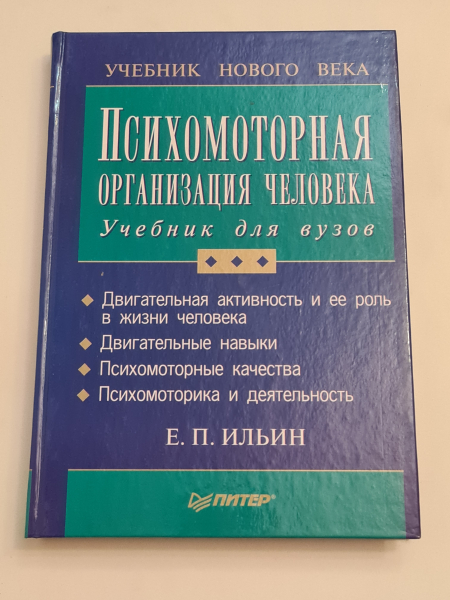 УЧЕБНИК НОВОГО ВЕКА
ПСИХОМОТОРНАЯ
ОРГАНИЗАЦИЯ ЧЕЛОВЕКА
Учебник для вузов
Двигательная активность и ее роль
в жизни человека
Двигательные навыки
Психомоторные качества
Психомоторика и деятельность
Е. П. ИЛЬИН
ПИТЕР®